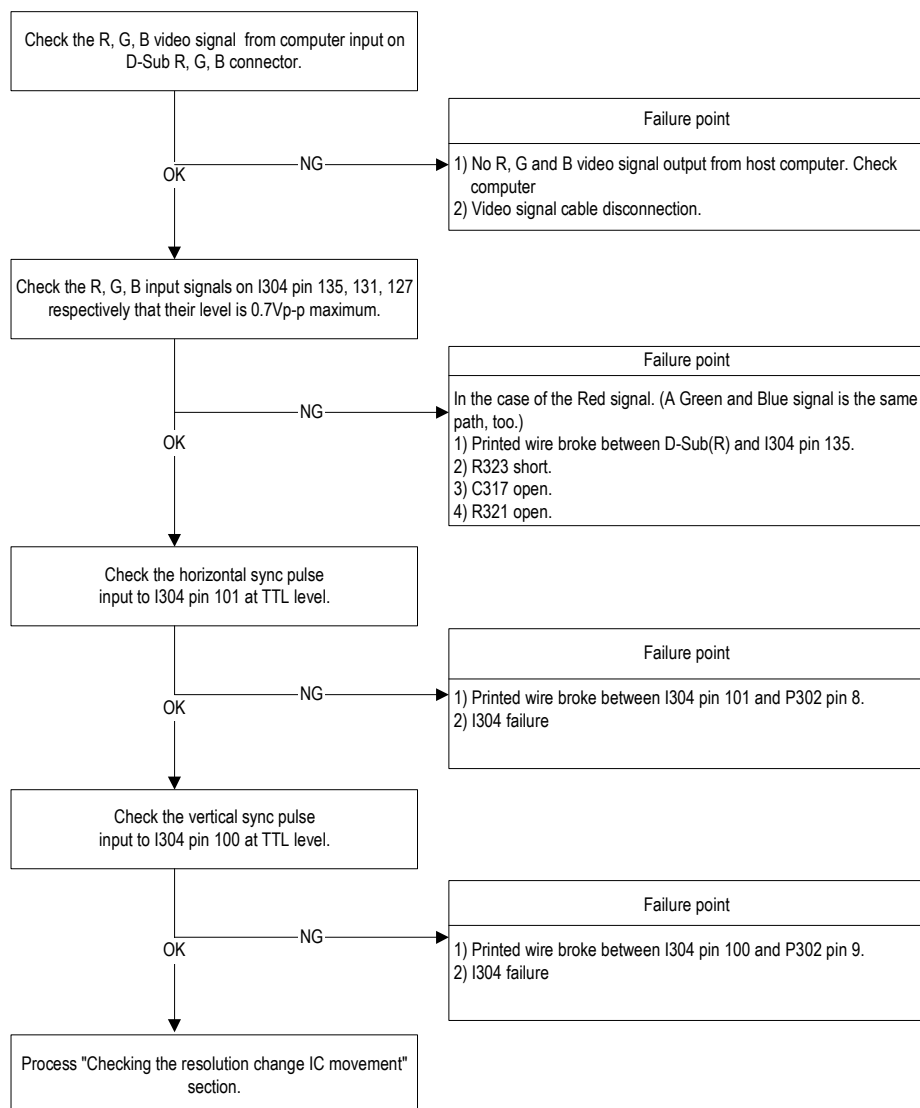 Check the R, G, B video signal from computer input on
D-Sub R, G, B connector.
NG
OK
Failure point
1) No R, G and B video signal output from host computer. Check
computer
2) Video signal cable disconnection.
Check the R, G, B input signals on I304 pin 135, 131, 127
respectively that their level is 0.7Vp-p maximum.
NG
OK
Failure point
In the case of the Red signal. (A Green and Blue signal is the same
path, too.)
1) Printed wire broke between D-Sub(R) and I304 pin 135.
2) R323 short.
3) C317 open.
4) R321 open.
Check the horizontal sync pulse
input to I304 pin 101 at TTL level.
NG
OK
Failure point
1) Printed wire broke between I304 pin 101 and P302 pin 8.
2) I304 failure
Check the vertical sync pulse
input to I304 pin 100 at TTL level.
NG
OK
Failure point
1) Printed wire broke between I304 pin 100 and P302 pin 9.
2) I304 failure
Process "Checking the resolution change IC movement"
section.